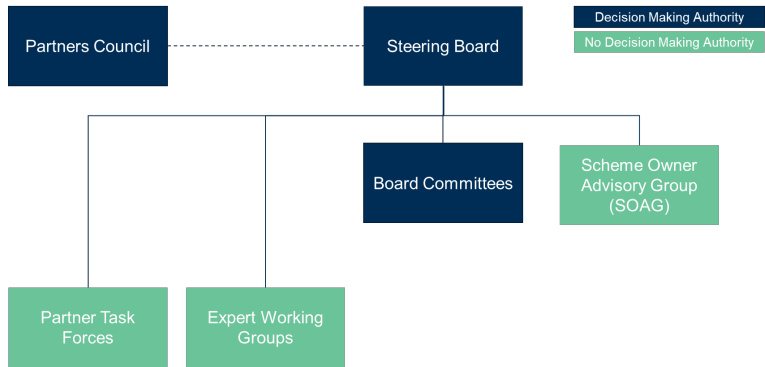 Partners Council
Steering Board
Decision Making Authority
No Decision Making Authority
Board Committees
Scheme Owner
Advisory Group
(SOAG)
Partner Task
Forces
Expert Working
Groups